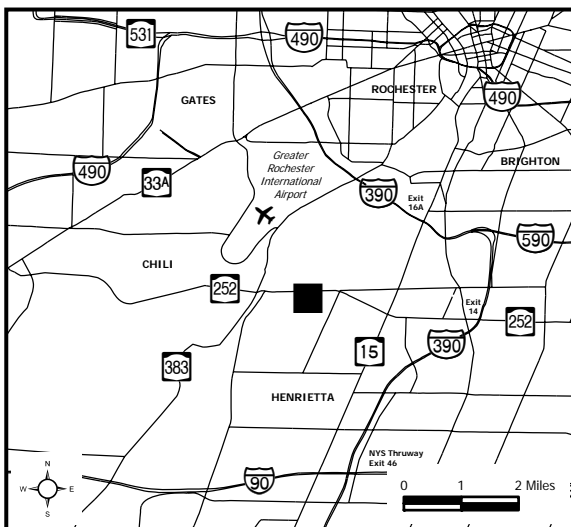 531
490
ROCHESTER
GATES
490
490
33A
Greater
Rochester
International
Airport
BRIGHTON
390
Exit
16A
590
CHILI
252
Exit
14
252
15
390
383
HENRIETTA
NYS Thruway
Exit 46
90
N
W
E
S
0 1 2 Miles